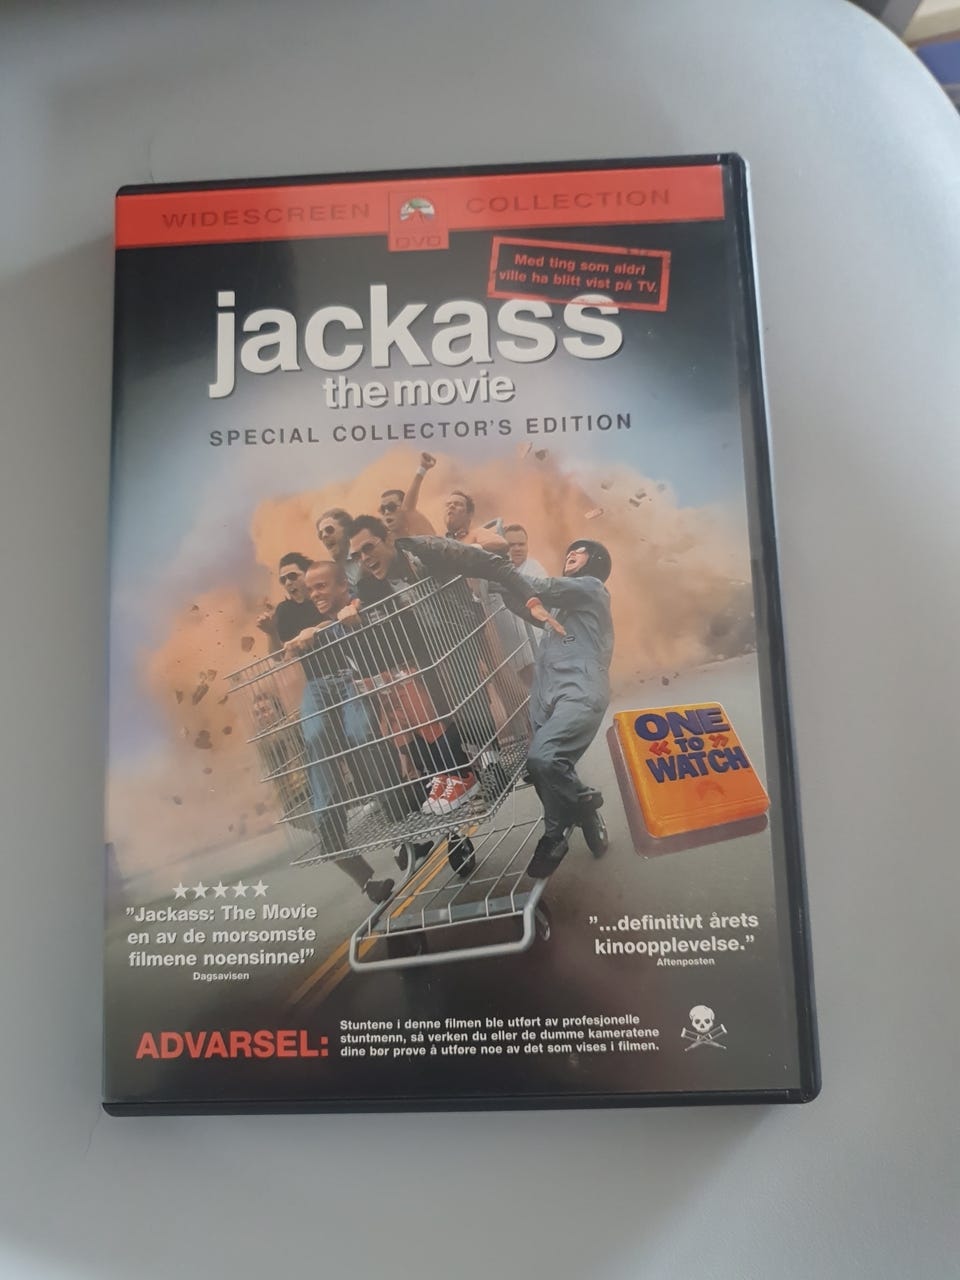 WIDESCREEN COLLECTION
DVD
Med ting som aldri
ville ha blitt vist på TV.
jackass
the movie
SPECIAL COLLECTOR'S EDITION
ONE
« TO »
WATCH
"Jackass: The Movie
en av de morsomste
filmene noensinne!"
Dagsavisen
"...definitivt årets
kinoopplevelse."
Aftenposten
ADVARSEL:
Stuntene i denne filmen ble utført av profesjonelle
stuntmenn, så verken du eller de dumme kameratene
dine bør prøve å utføre noe av det som vises i filmen.